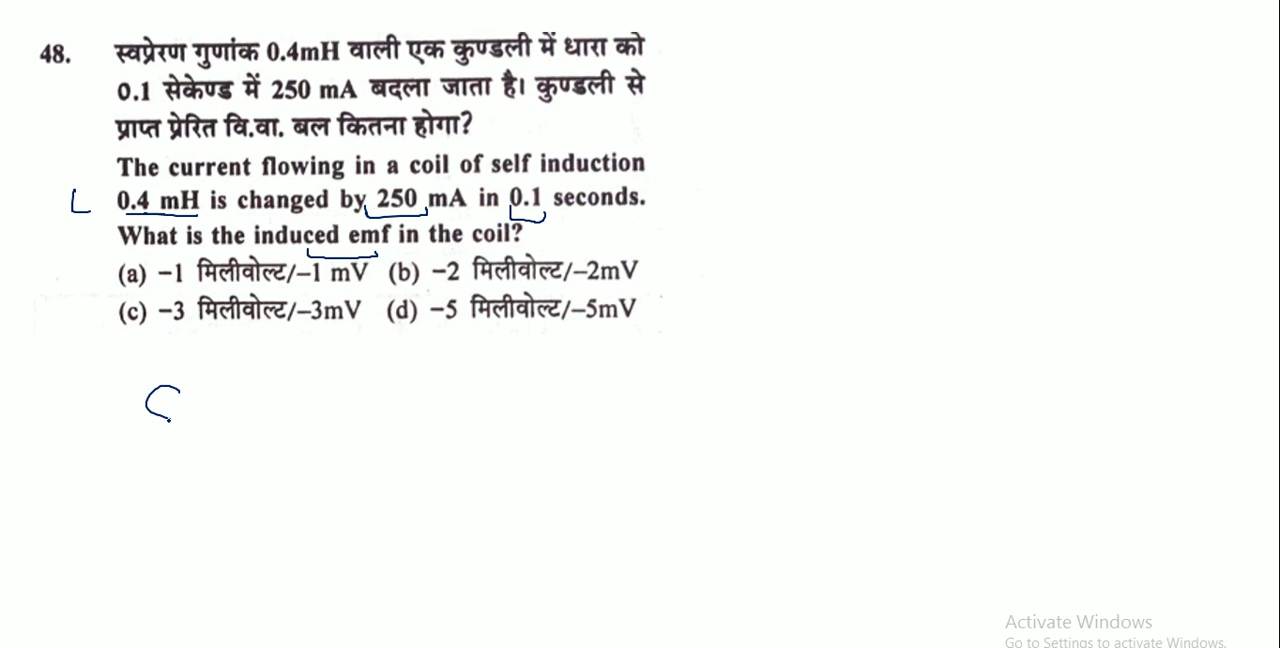 48. स्वप्रेरण गुणांक 0.4mH वाली एक कुण्डली में धारा को
0.1 सेकेण्ड में 250 mA बदला जाता है। कुण्डली से
प्राप्त प्रेरित वि.वा. बल कितना होगा?
The current flowing in a coil of self induction
L 0.4 mH is changed by 250 mA in 0.1 seconds.
What is the induced emf in the coil?
(a) –1 मिलीवोल्ट/–1 mV (b) –2 मिलीवोल्ट/–2mV
(c) –3 मिलीवोल्ट/–3mV (d) –5 मिलीवोल्ट/–5mV
Activate Windows
Go to Settings to activate Windows.